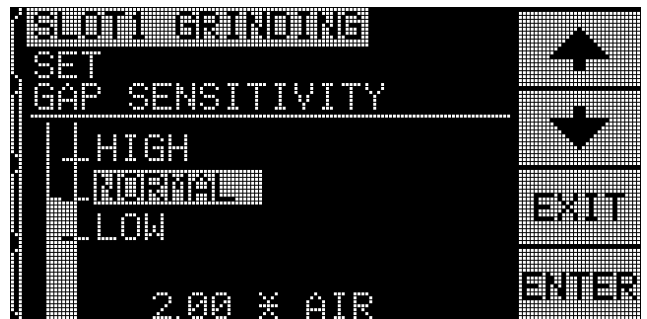 SLOT1 GRINDING
SET
GAP SENSITIVITY
HIGH
NORMAL
LOW
2.00 X AIR
EXIT
ENTER